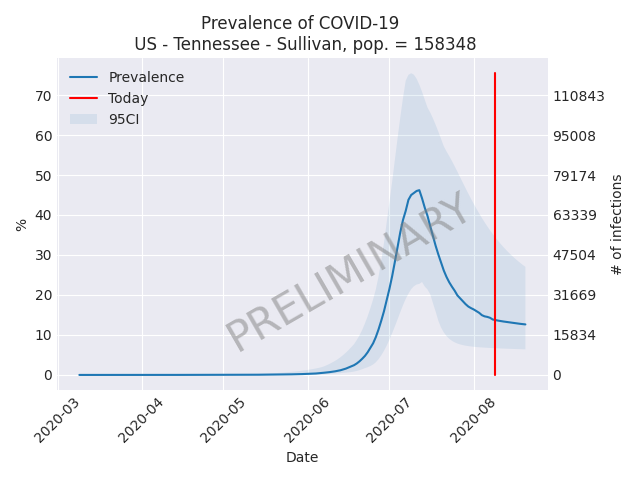 Prevalence of COVID-19
US - Tennessee - Sullivan, pop. = 158348
Prevalence
Today
95CI
70
60
50
40
30
20
10
0
%
110843
95008
79174
63339
47504
31669
15834
0
# of infections
PRELIMINARY
2020-03
2020-04
2020-05
2020-06
2020-07
2020-08
Date